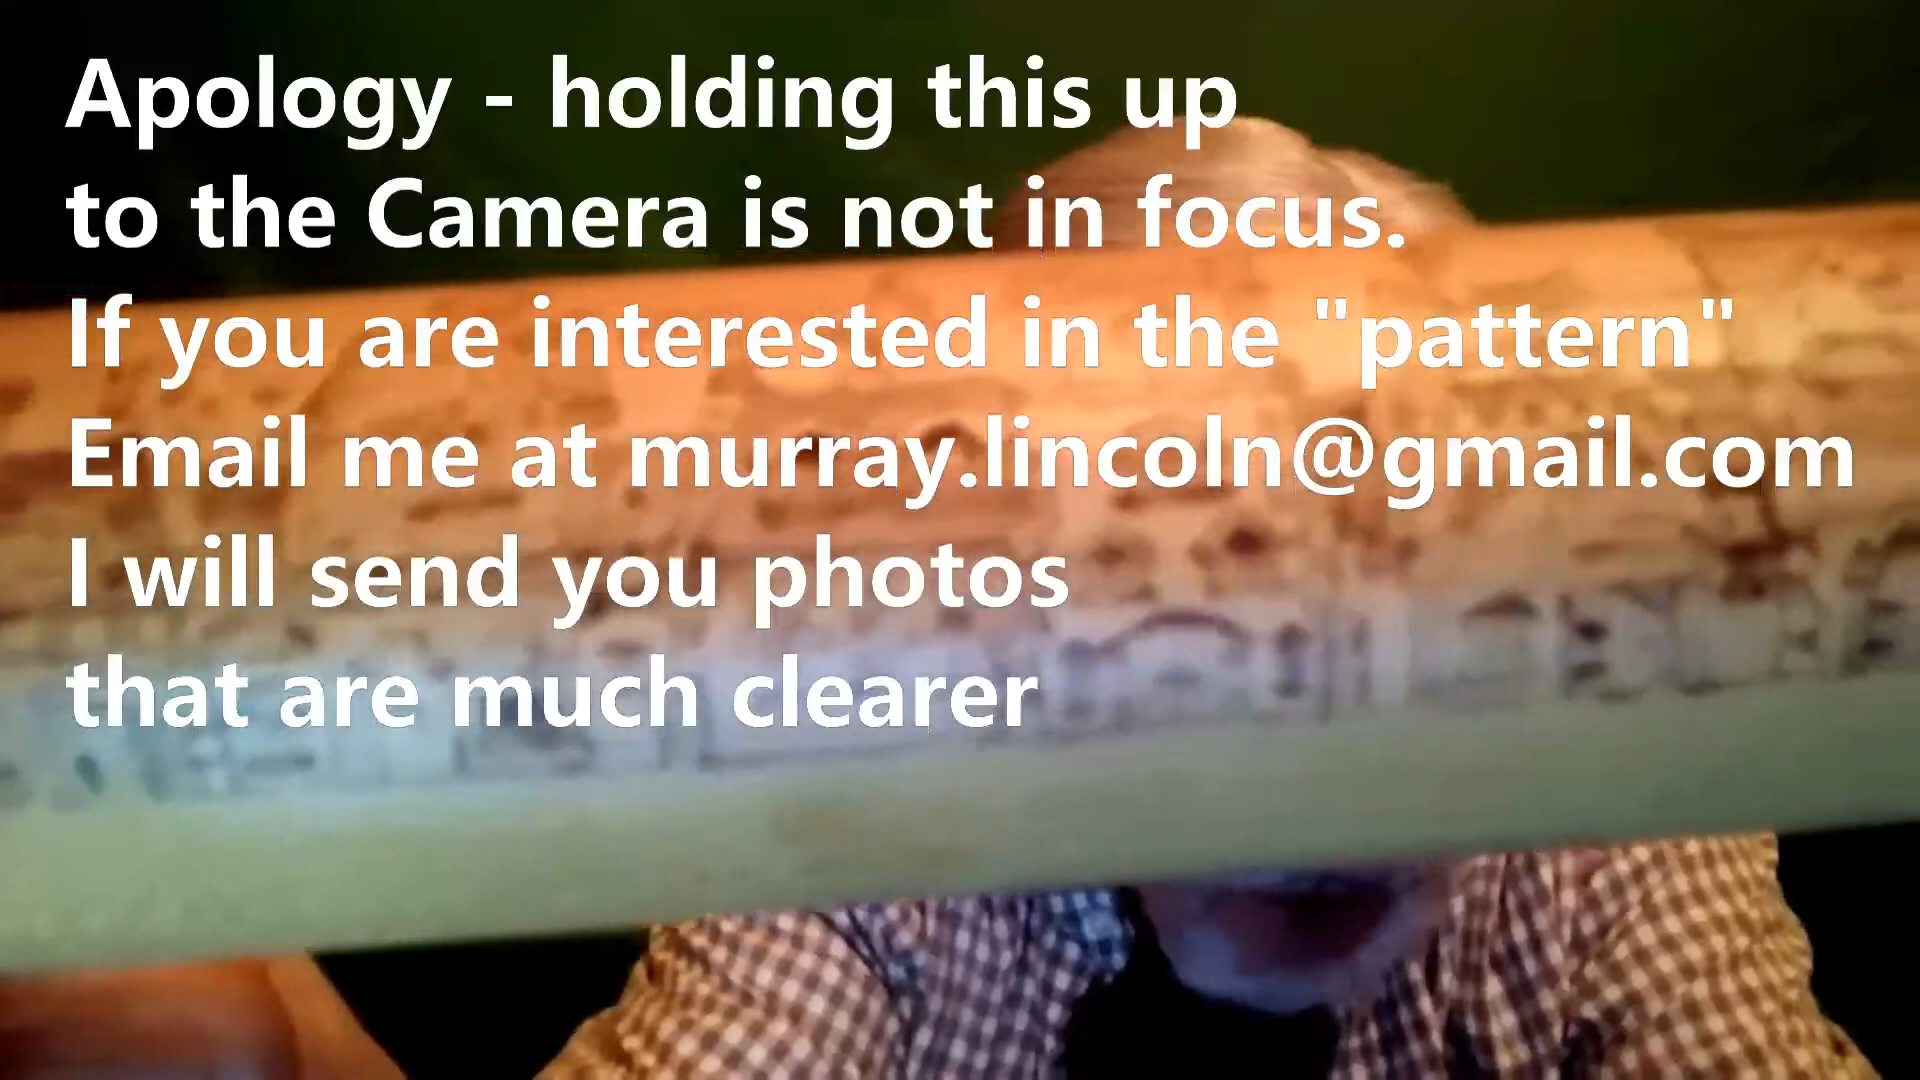 Apology - holding this up
to the Camera is not in focus.
If you are interested in the "pattern"
Email me at murray.lincoln@gmail.com
I will send you photos
that are much clearer